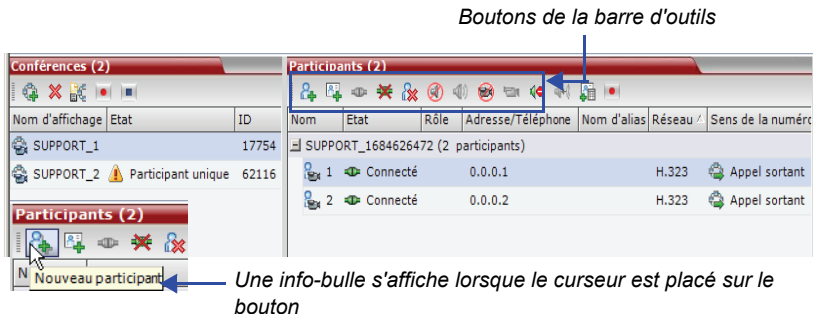 Boutons de la barre d'outils
Conférences (2)
Participants (2)
Nom d'affichage Etat ID
Nom Etat Rôle Adresse/Téléphone Nom d'alias Réseau Sens de la numéro
SUPPORT_1 17754
SUPPORT_1684626472 (2 participants)
SUPPORT_2 Participant unique 62116
1 Connecté 0.0.0.1 H.323 Appel sortant
2 Connecté 0.0.0.2 H.323 Appel sortant
Participants (2)
N
Nouveau participant
Une info-bulle s'affiche lorsque le curseur est placé sur le
bouton